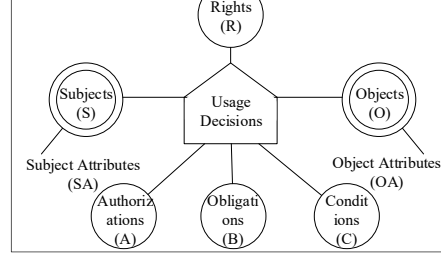 Rights
(R)
Subjects
(S)
Usage
Decisions
Objects
(O)
Subject Attributes
(SA)
Object Attributes
(OA)
Authoriz
ations
(A)
Obligati
ons
(B)
Condit
ions
(C)